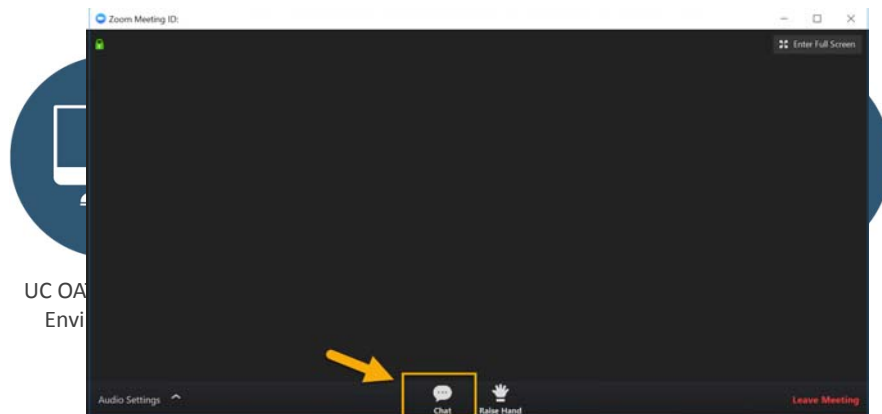 Zoom Meeting ID:
Enter Full Screen
UC OA
Envi
Audio Settings
Chat
Raise Hand
Leave Meeting